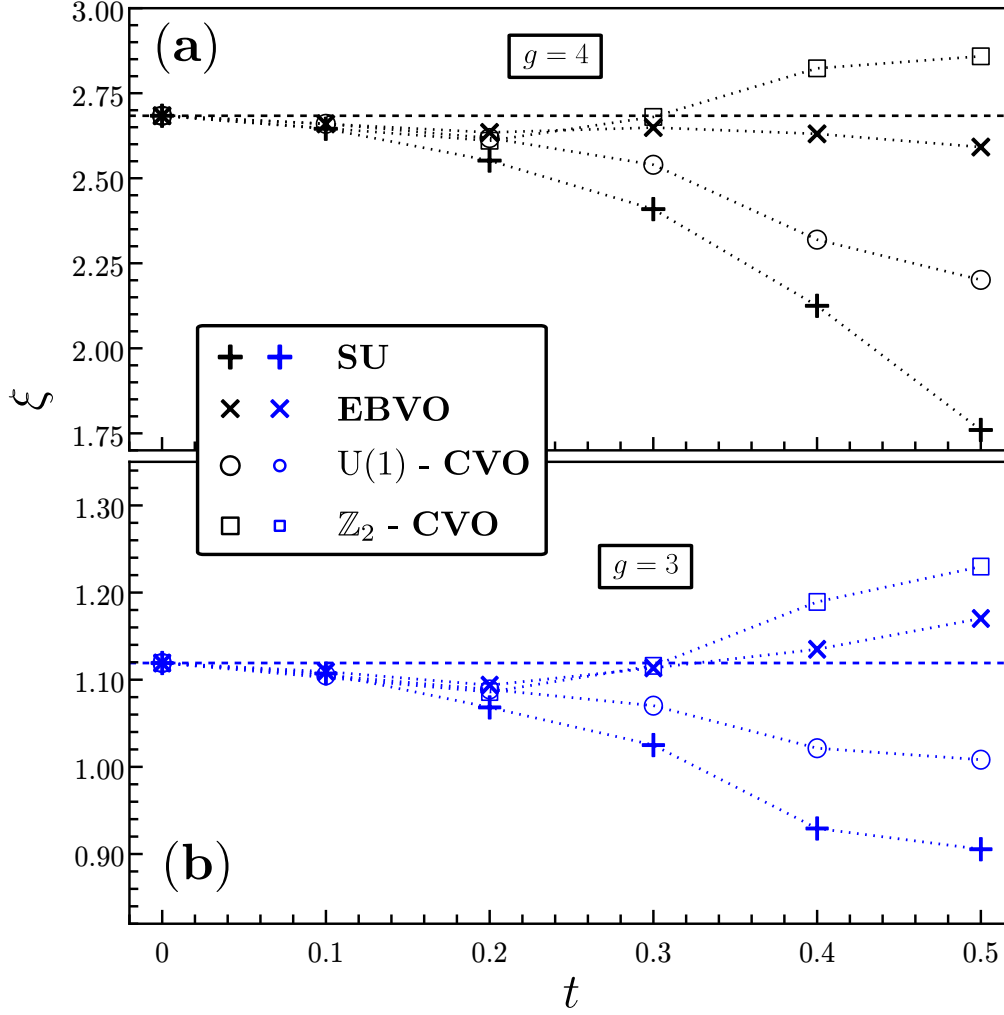 (a)
g = 4
3.00
2.75
2.50
2.25
2.00
1.75
ξ
SU
EBVO
U(1) - CVO
ℤ₂ - CVO
g = 3
1.30
1.20
1.10
1.00
0.90
(b)
0 0.1 0.2 0.3 0.4 0.5
t